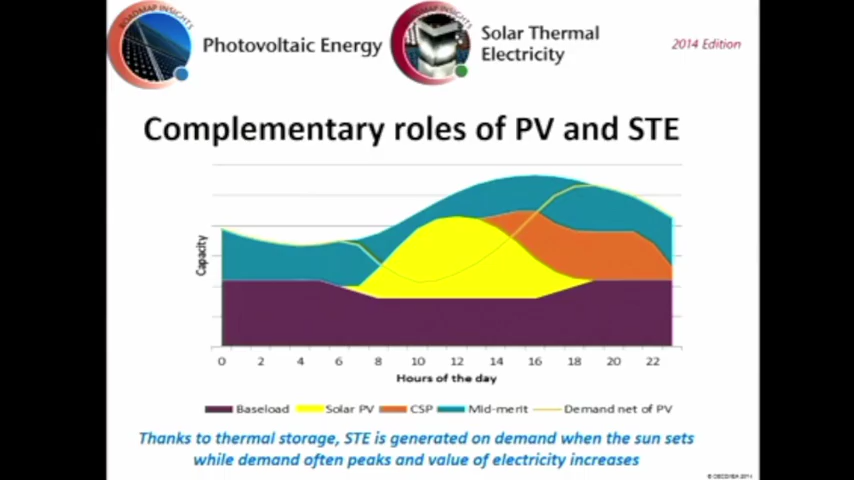 ROADMAP INSIGHTS
Photovoltaic Energy
ROADMAP INSIGHTS
Solar Thermal
Electricity
2014 Edition
Complementary roles of PV and STE
Capacity
0 2 4 6 8 10 12 14 16 18 20 22
Hours of the day
Baseload Solar PV CSP Mid-merit Demand net of PV
Thanks to thermal storage, STE is generated on demand when the sun sets
while demand often peaks and value of electricity increases
© OECD/IEA 2014